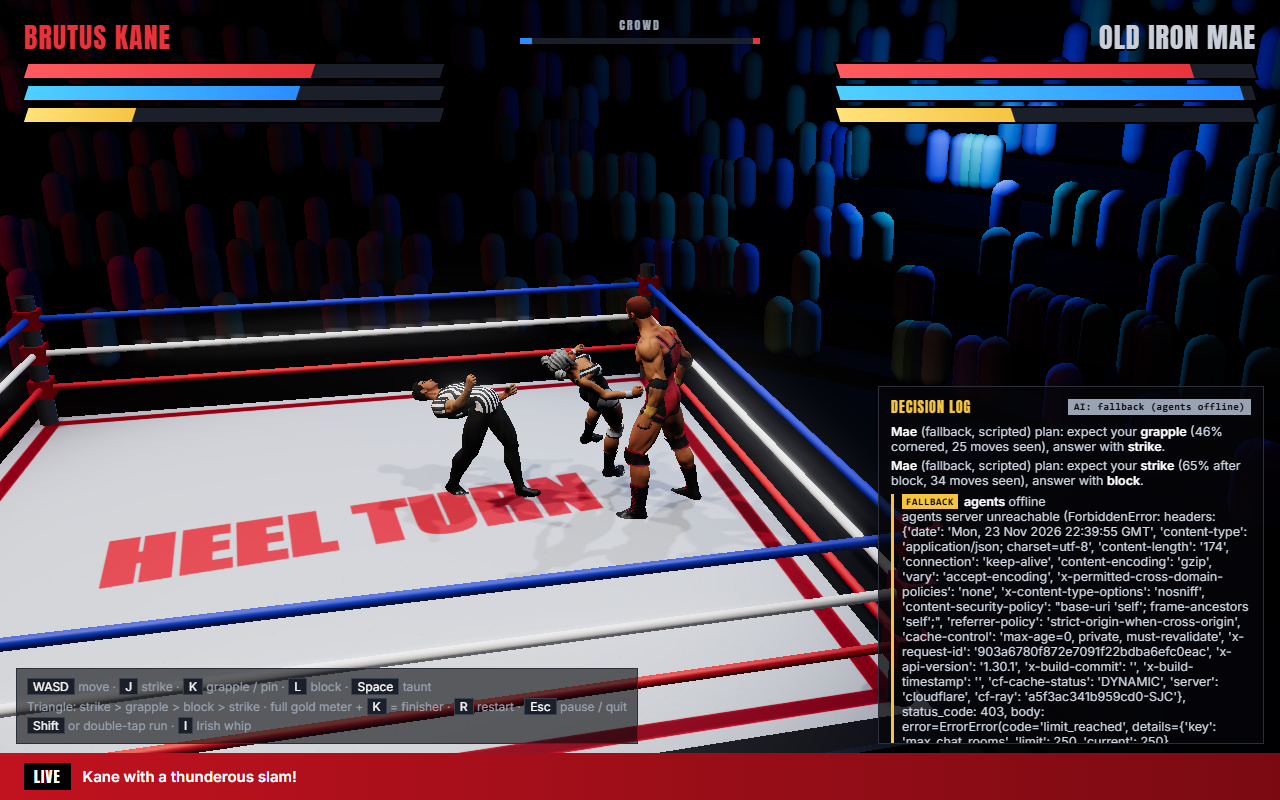 BRUTUS KANE
CROWD
OLD IRON MAE
HEEL TURN
DECISION LOG
AI: fallback (agents offline)
Mae (fallback, scripted) plan: expect your grapple (46%
cornered, 25 moves seen), answer with strike.
Mae (fallback, scripted) plan: expect your strike (65% after
block, 34 moves seen), answer with block.
FALLBACK agents offline
agents server unreachable (ForbiddenError: headers:
{'date': 'Mon, 23 Nov 2026 22:39:55 GMT', 'content-type':
'application/json; charset=utf-8', 'content-length': '174',
'connection': 'keep-alive', 'content-encoding': 'gzip',
'vary': 'accept-encoding', 'x-permitted-cross-domain-
policies': 'none', 'x-content-type-options': 'nosniff',
'content-security-policy': "base-uri 'self'; frame-ancestors
'self';", 'referrer-policy': 'strict-origin-when-cross-origin',
'cache-control': 'max-age=0, private, must-revalidate', 'x-
request-id': '903a6780f872e7091f22bdba6efc0eac', 'x-
api-version': '1.30.1', 'x-build-commit': '', 'x-build-
timestamp': '', 'cf-cache-status': 'DYNAMIC', 'server':
'cloudflare', 'cf-ray': 'a5f3ac341b959cd0-SJC'},
status_code: 403, body:
error=ErrorError(code='limit_reached', details={'key':
'max_chat_rooms', 'limit': 250, 'current': 250}
WASD move · J strike · K grapple / pin · L block · Space taunt
Triangle: strike > grapple > block > strike · full gold meter + K = finisher · R restart · Esc pause / quit
Shift or double-tap run · I Irish whip
LIVE Kane with a thunderous slam!